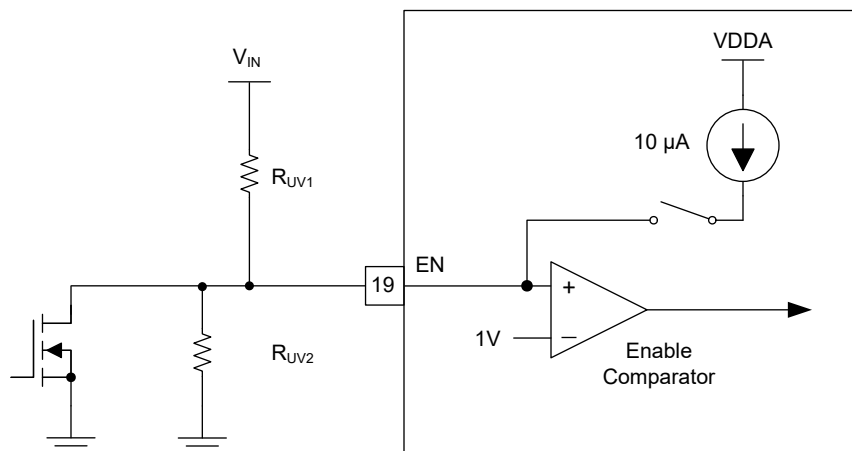 VDDA
V_IN
10 µA
R_UV1
EN
19
+
1V
−
R_UV2
Enable
Comparator